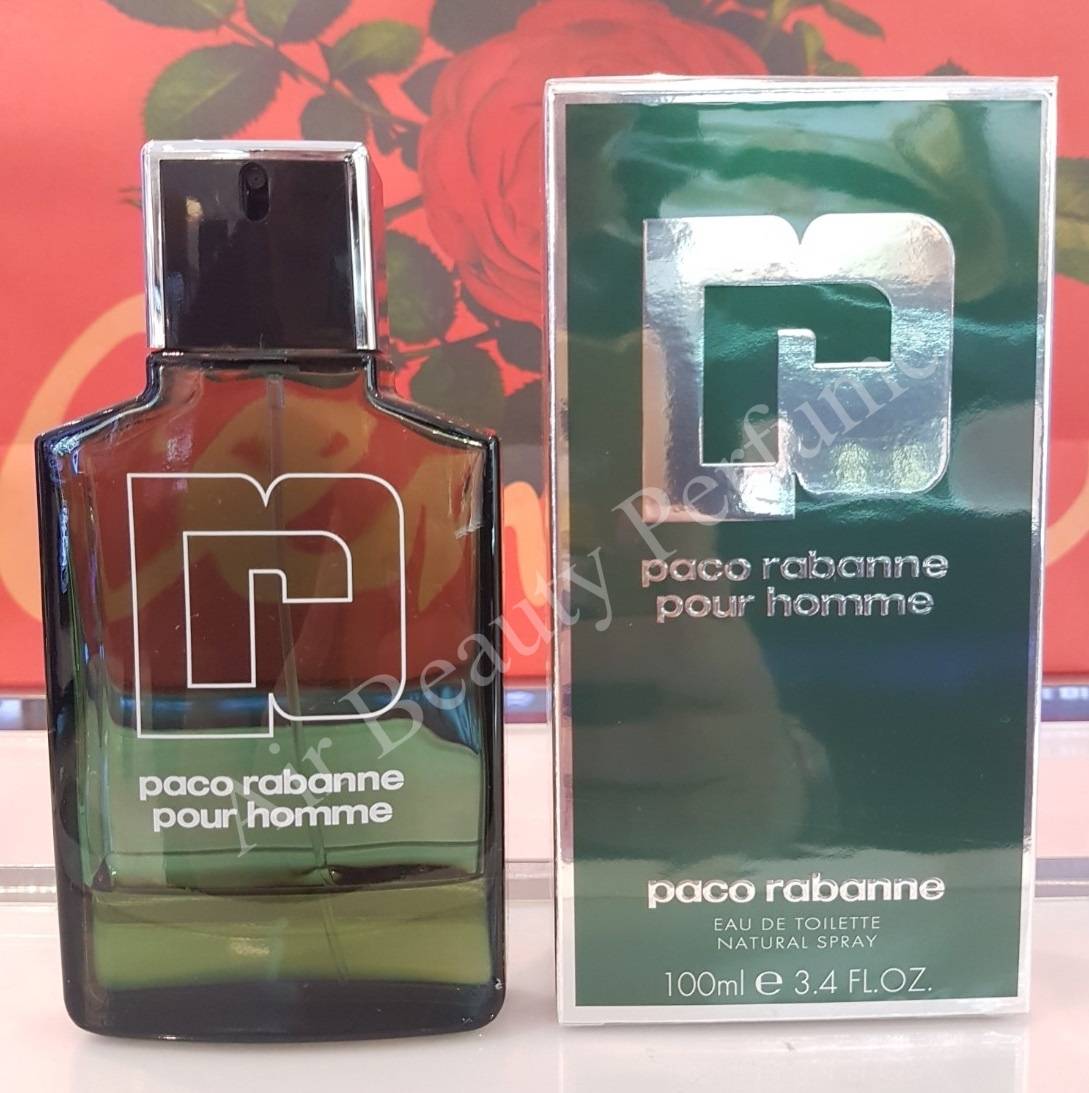 paco rabanne
pour homme
paco rabanne
pour homme
paco rabanne
EAU DE TOILETTE
NATURAL SPRAY
100ml e 3.4 FL.OZ.
Air Beauty Perfume